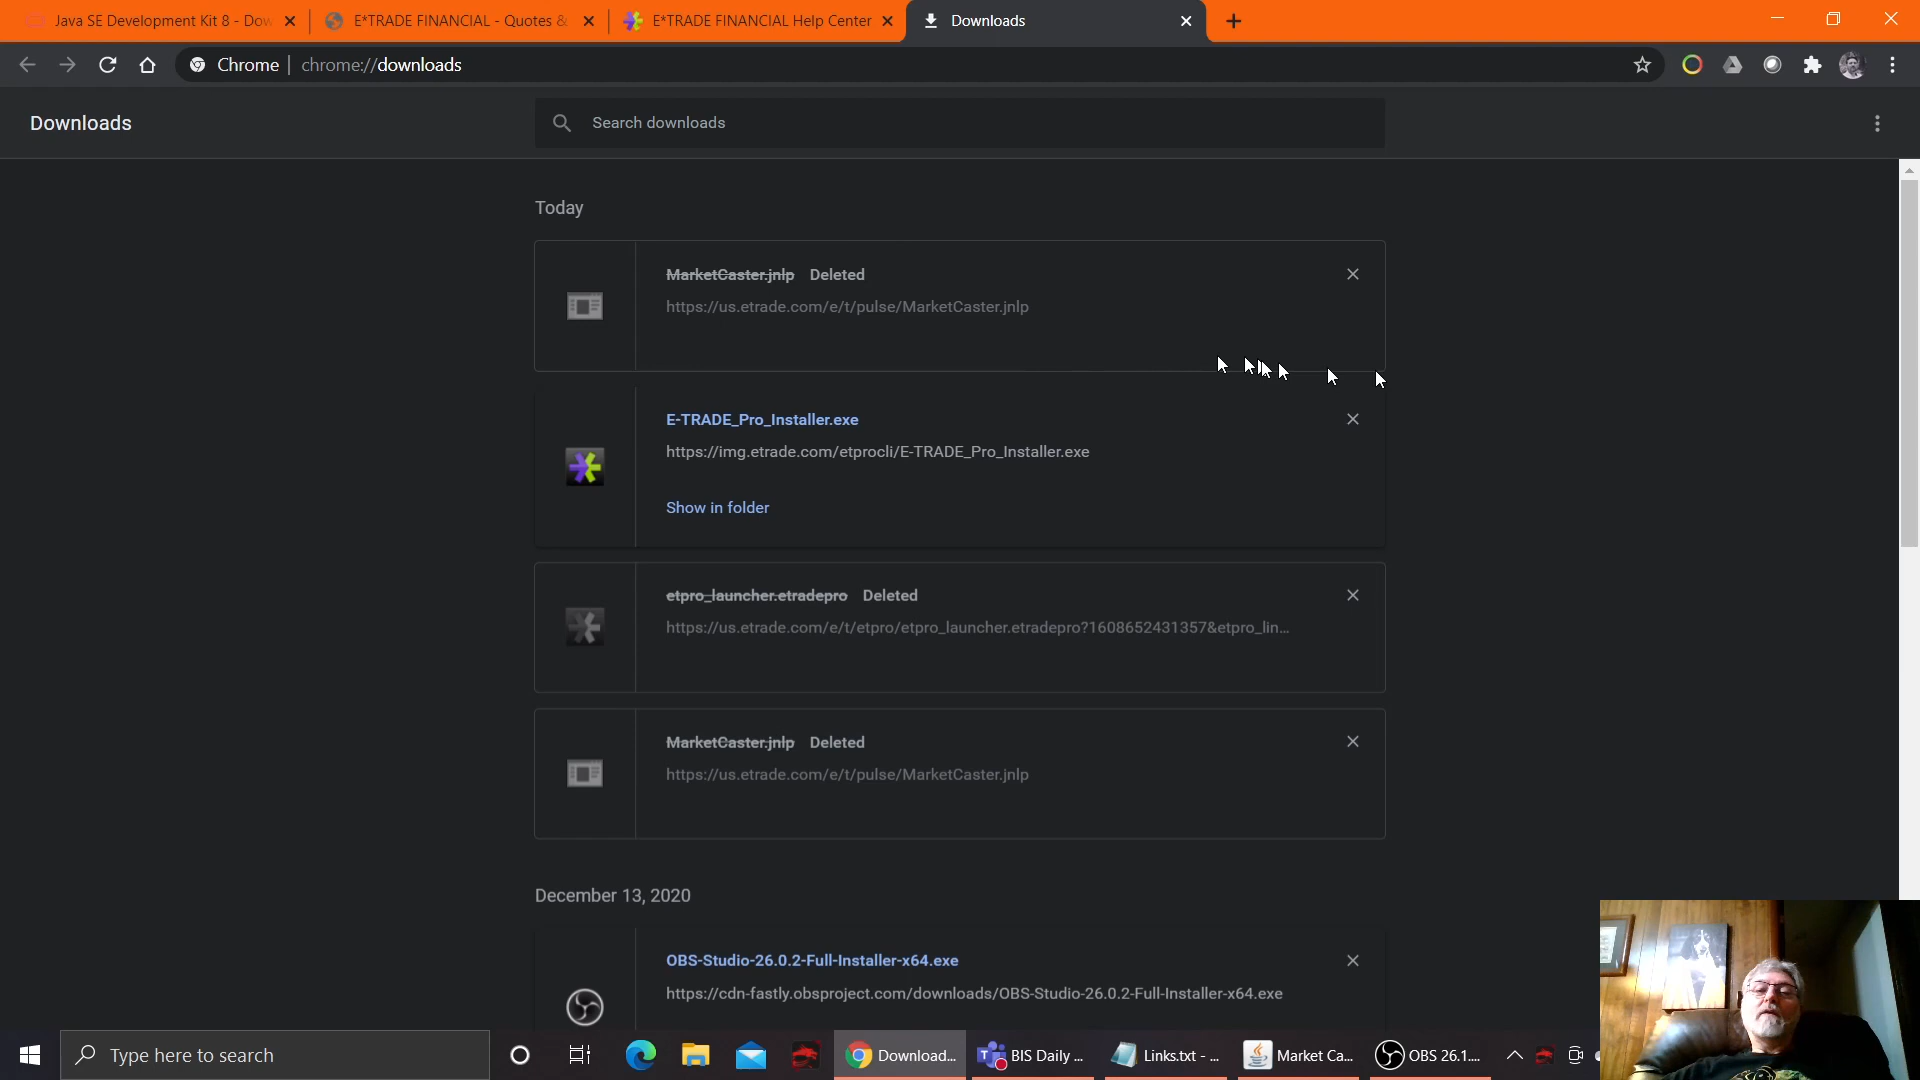 Java SE Development Kit 8 - Dow
E*TRADE FINANCIAL - Quotes &
E*TRADE FINANCIAL Help Center
Downloads
Chrome | chrome://downloads
Downloads
Search downloads
Today
MarketCaster.jnlp Deleted
https://us.etrade.com/e/t/pulse/MarketCaster.jnlp
E-TRADE_Pro_Installer.exe
https://img.etrade.com/etprocli/E-TRADE_Pro_Installer.exe
Show in folder
etpro_launcher.etradepro Deleted
https://us.etrade.com/e/t/etpro/etpro_launcher.etradepro?1608652431357&etpro_lin...
MarketCaster.jnlp Deleted
https://us.etrade.com/e/t/pulse/MarketCaster.jnlp
December 13, 2020
OBS-Studio-26.0.2-Full-Installer-x64.exe
https://cdn-fastly.obsproject.com/downloads/OBS-Studio-26.0.2-Full-Installer-x64.exe
Type here to search
Download...
BIS Daily ...
Links.txt - ...
Market Ca...
OBS 26.1....